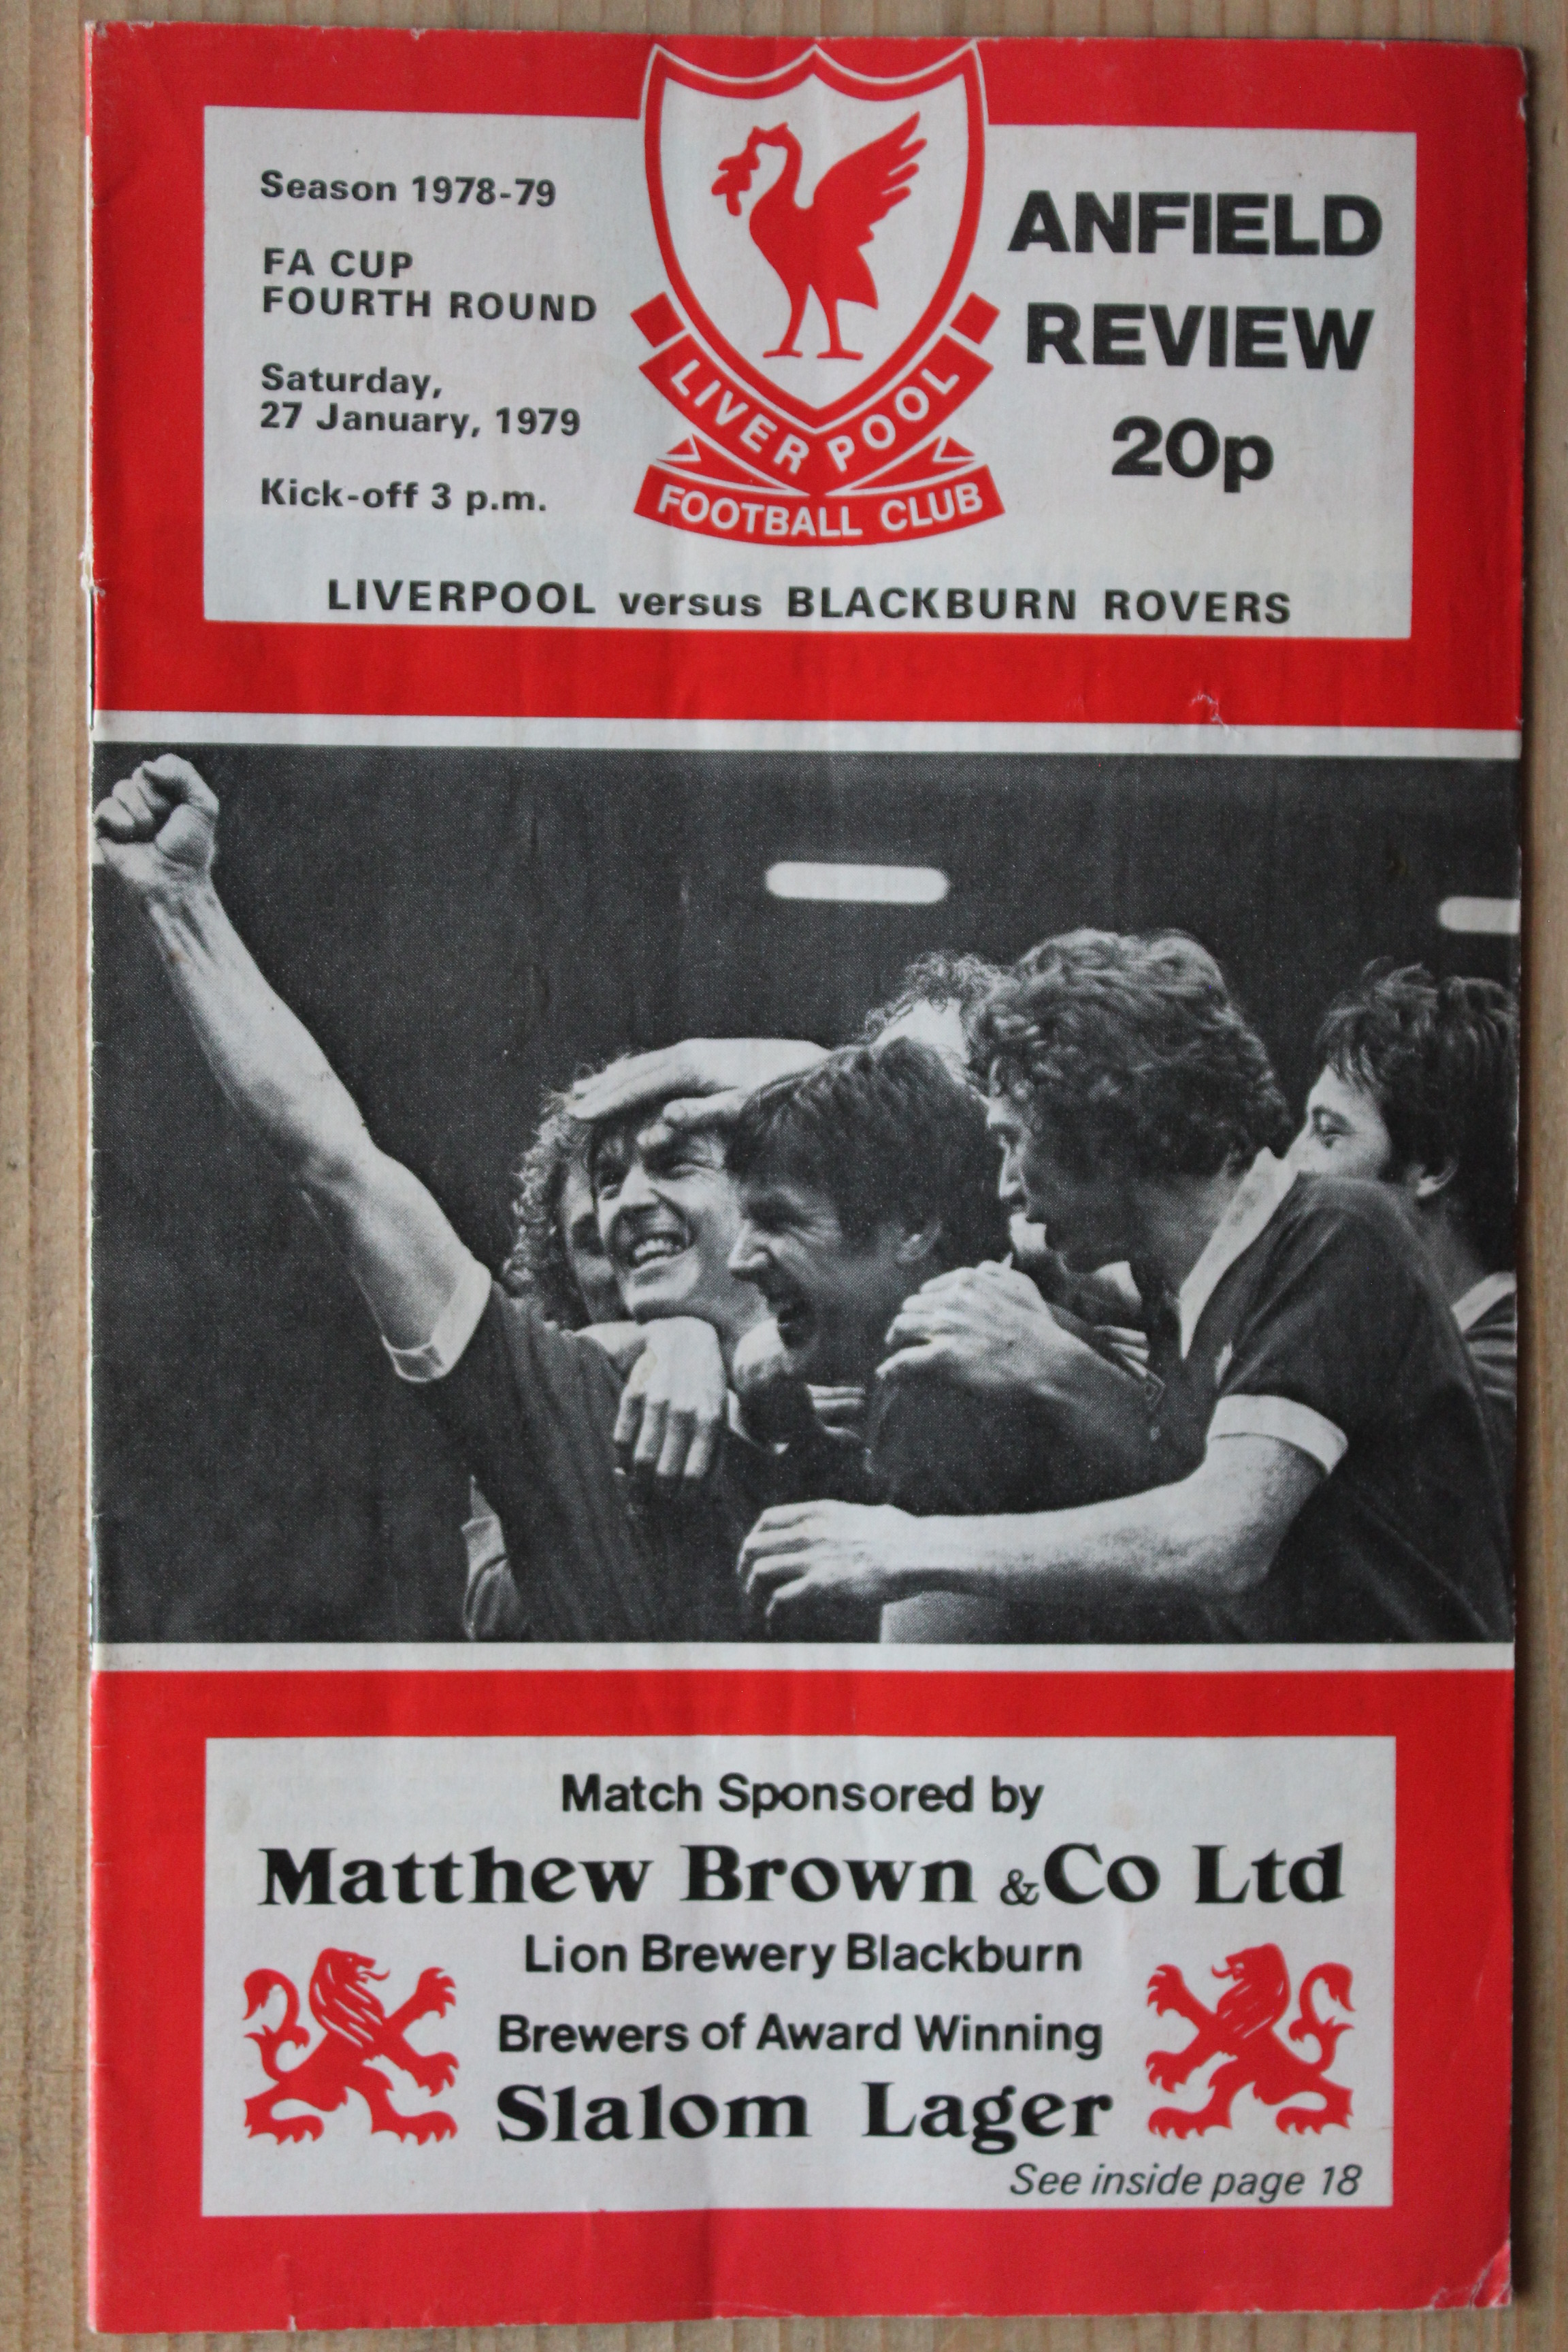 Season 1978-79
FA CUP
FOURTH ROUND
Saturday,
27 January, 1979
Kick-off 3 p.m.
LIVERPOOL
FOOTBALL CLUB
ANFIELD
REVIEW
20p
LIVERPOOL versus BLACKBURN ROVERS
Match Sponsored by
Matthew Brown & Co Ltd
Lion Brewery Blackburn
Brewers of Award Winning
Slalom Lager
See inside page 18